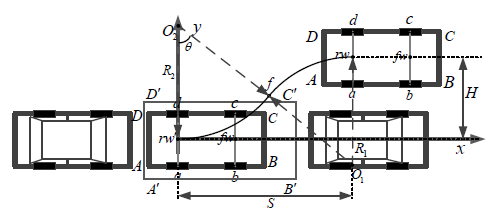 d c
D C
rw fw
A B
a b
H
O₂ y
θ
R₂
f
D′ C′
d c
D C
rw fw
A B
a b
A′ B′
R₁
O₁
x
S